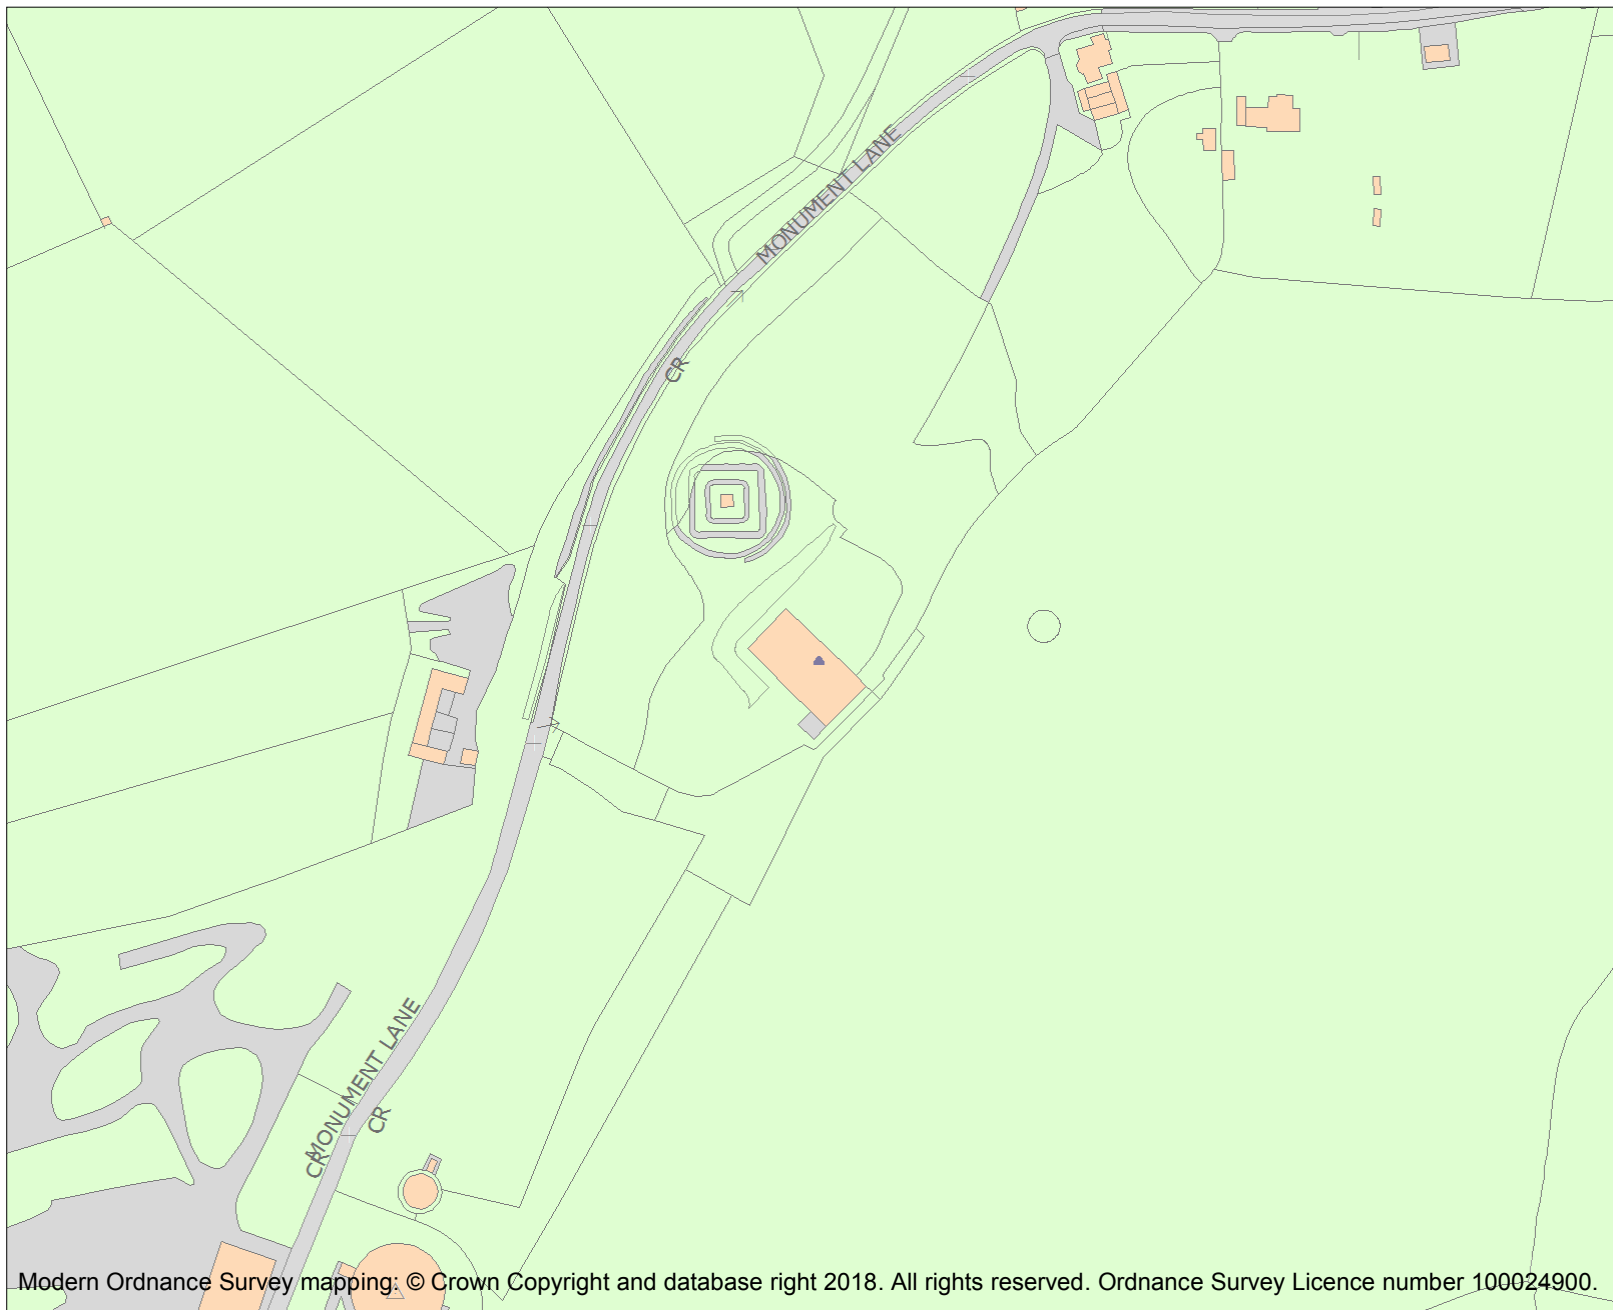 MONUMENT LANE
CR
MONUMENT LANE
CR
CR
Modern Ordnance Survey mapping: © Crown Copyright and database right 2018. All rights reserved. Ordnance Survey Licence number 100024900.